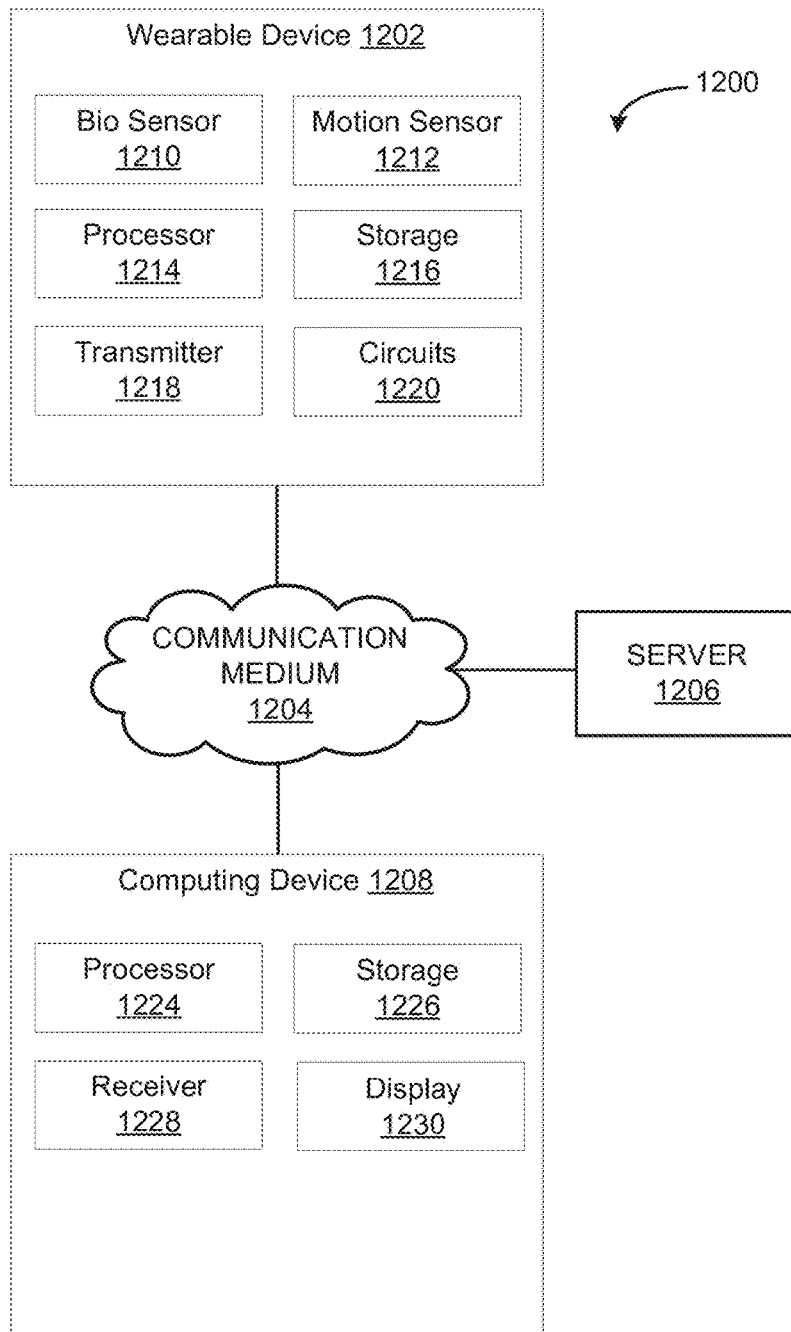 Wearable Device 1202
1200
Bio Sensor
1210
Motion Sensor
1212
Processor
1214
Storage
1216
Transmitter
1218
Circuits
1220
COMMUNICATION
MEDIUM
1204
SERVER
1206
Computing Device 1208
Processor
1224
Storage
1226
Receiver
1228
Display
1230